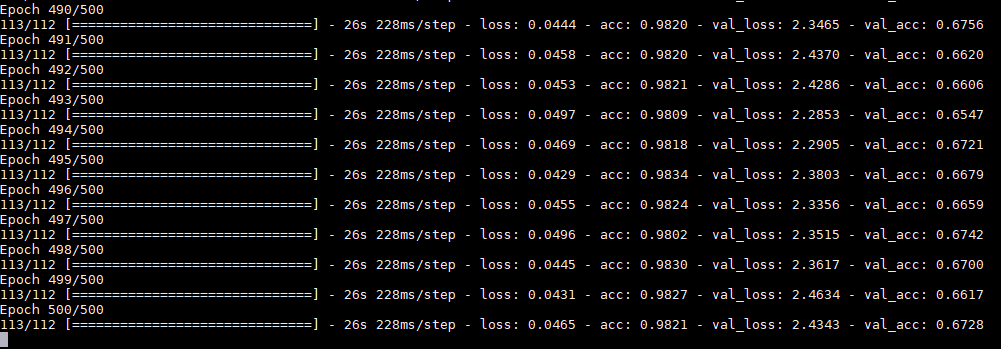 Epoch 490/500
113/112 [==============================] - 26s 228ms/step - loss: 0.0444 - acc: 0.9820 - val_loss: 2.3465 - val_acc: 0.6756
Epoch 491/500
113/112 [==============================] - 26s 228ms/step - loss: 0.0458 - acc: 0.9820 - val_loss: 2.4370 - val_acc: 0.6620
Epoch 492/500
113/112 [==============================] - 26s 228ms/step - loss: 0.0453 - acc: 0.9821 - val_loss: 2.4286 - val_acc: 0.6606
Epoch 493/500
113/112 [==============================] - 26s 228ms/step - loss: 0.0497 - acc: 0.9809 - val_loss: 2.2853 - val_acc: 0.6547
Epoch 494/500
113/112 [==============================] - 26s 228ms/step - loss: 0.0469 - acc: 0.9818 - val_loss: 2.2905 - val_acc: 0.6721
Epoch 495/500
113/112 [==============================] - 26s 228ms/step - loss: 0.0429 - acc: 0.9834 - val_loss: 2.3803 - val_acc: 0.6679
Epoch 496/500
113/112 [==============================] - 26s 228ms/step - loss: 0.0455 - acc: 0.9824 - val_loss: 2.3356 - val_acc: 0.6659
Epoch 497/500
113/112 [==============================] - 26s 228ms/step - loss: 0.0496 - acc: 0.9802 - val_loss: 2.3515 - val_acc: 0.6742
Epoch 498/500
113/112 [==============================] - 26s 228ms/step - loss: 0.0445 - acc: 0.9830 - val_loss: 2.3617 - val_acc: 0.6700
Epoch 499/500
113/112 [==============================] - 26s 228ms/step - loss: 0.0431 - acc: 0.9827 - val_loss: 2.4634 - val_acc: 0.6617
Epoch 500/500
113/112 [==============================] - 26s 228ms/step - loss: 0.0465 - acc: 0.9821 - val_loss: 2.4343 - val_acc: 0.6728